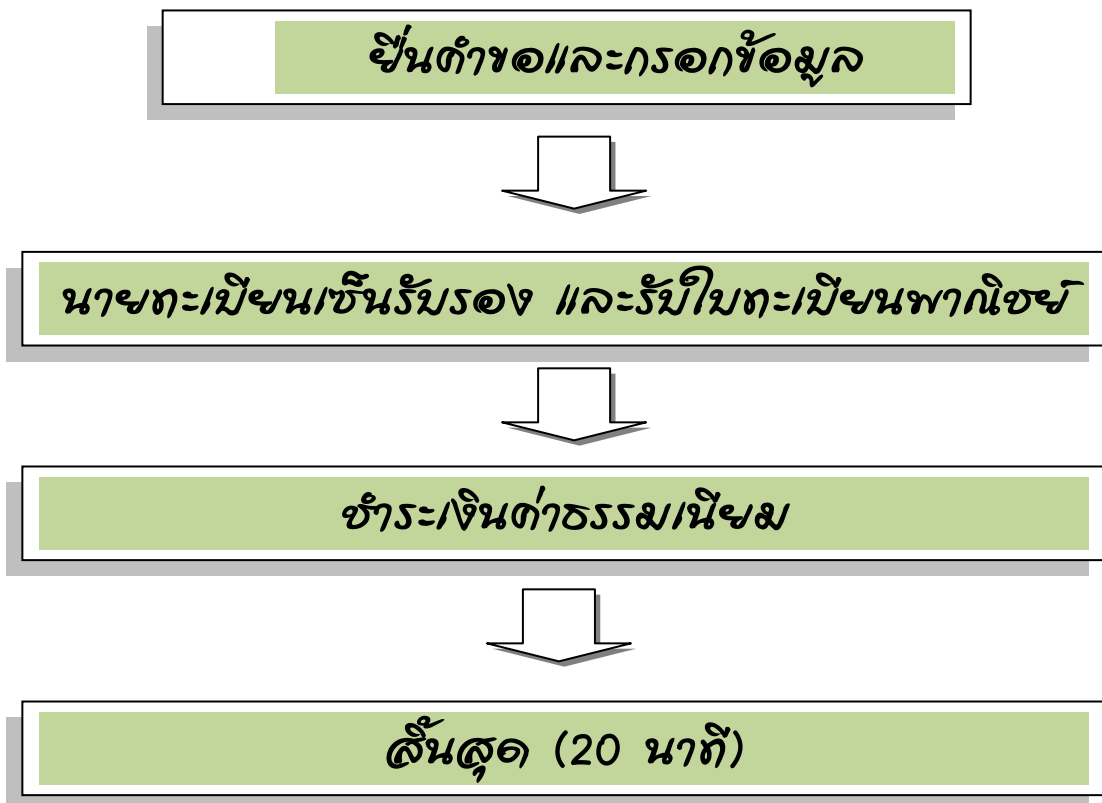 ยื่นคำขอและกรอกข้อมูล
นายทะเบียนเซ็นรับรอง และรับใบทะเบียนพาณิชย์
ชำระเงินค่าธรรมเนียม
สิ้นสุด (20 นาที)